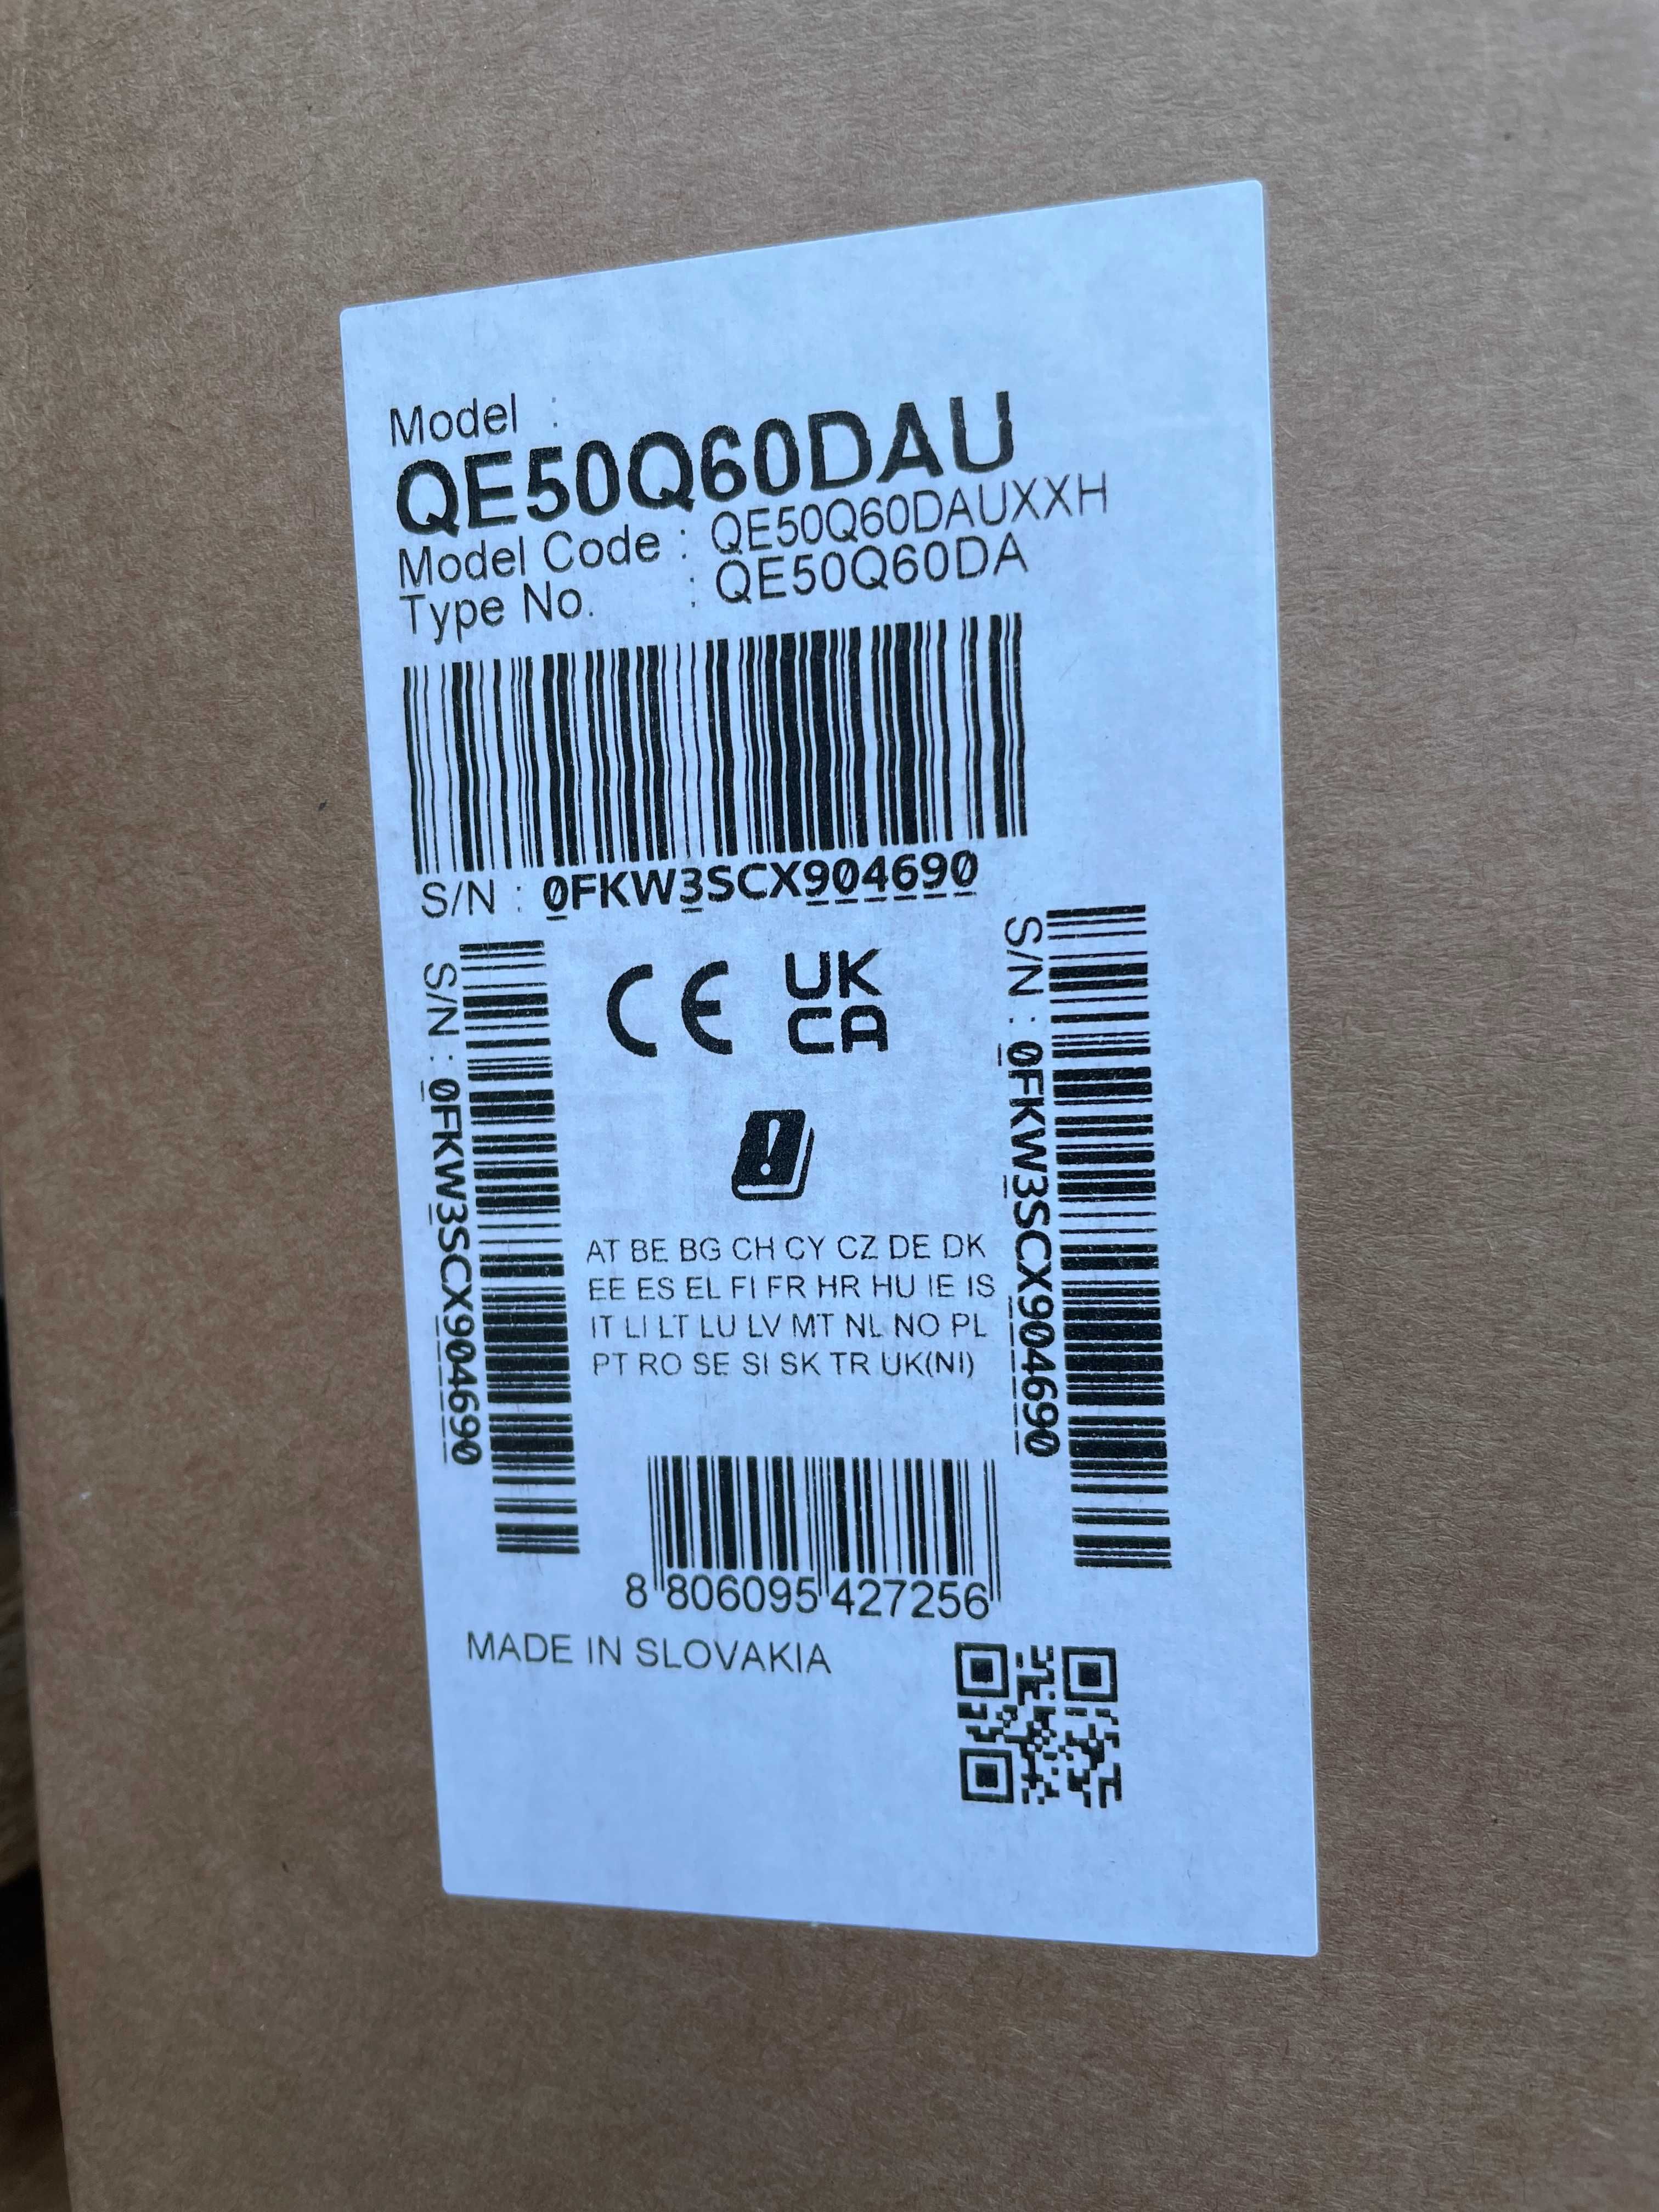 Model :
QE50Q60DAU
Model Code : QE50Q60DAUXXH
Type No. : QE50Q60DA
S/N : 0FKW3SCX904690
S/N : 0FKW3SCX904690
CE
UK
CA
S/N : 0FKW3SCX904690
AT BE BG CH CY CZ DE DK
EE ES EL FI FR HR HU IE IS
IT LI LT LU LV MT NL NO PL
PT RO SE SI SK TR UK(NI)
8 806095 427256
MADE IN SLOVAKIA